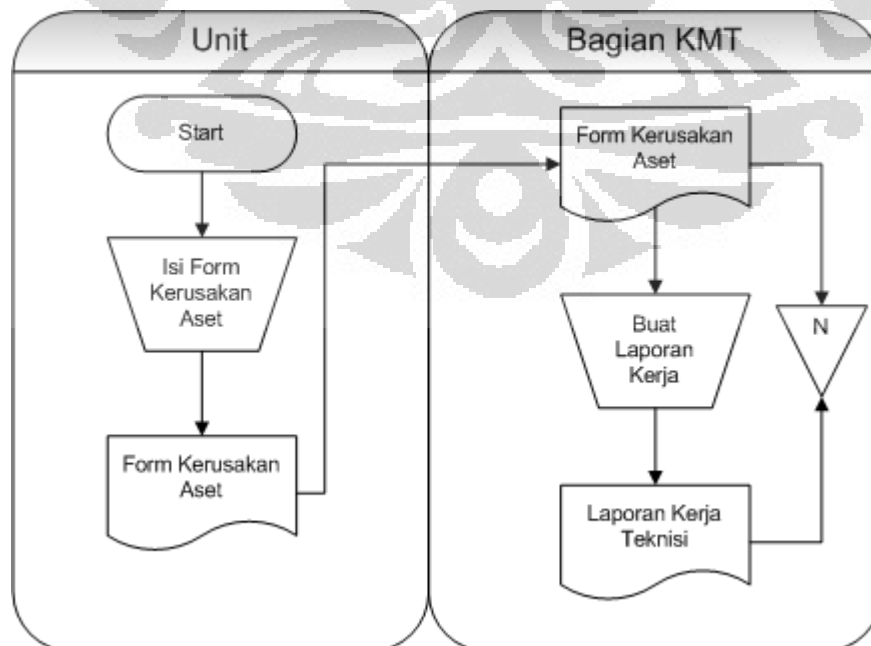 Unit
Bagian KMT
Start
Isi Form
Kerusakan
Aset
Form Kerusakan
Aset
Form Kerusakan
Aset
Buat
Laporan
Kerja
N
Laporan Kerja
Teknisi